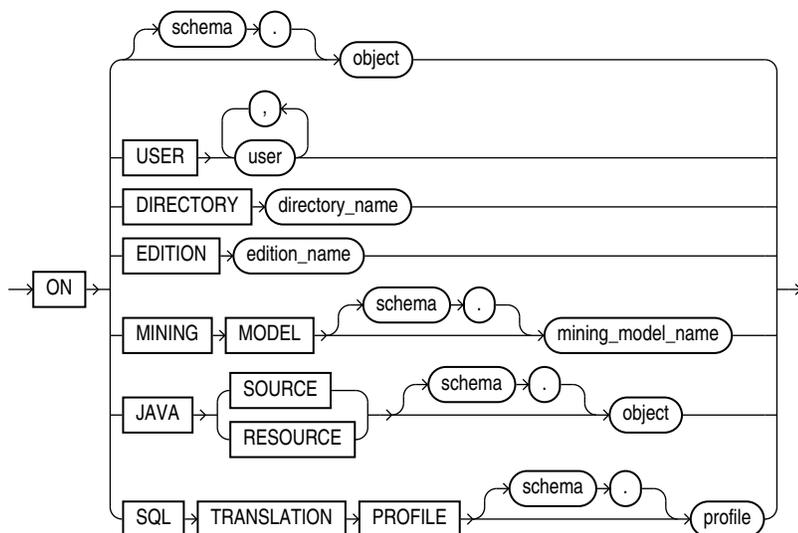 schema .
object
,
USER user
DIRECTORY directory_name
EDITION edition_name
ON
schema .
MINING MODEL mining_model_name
schema .
SOURCE
JAVA object
RESOURCE
schema .
SQL TRANSLATION PROFILE profile